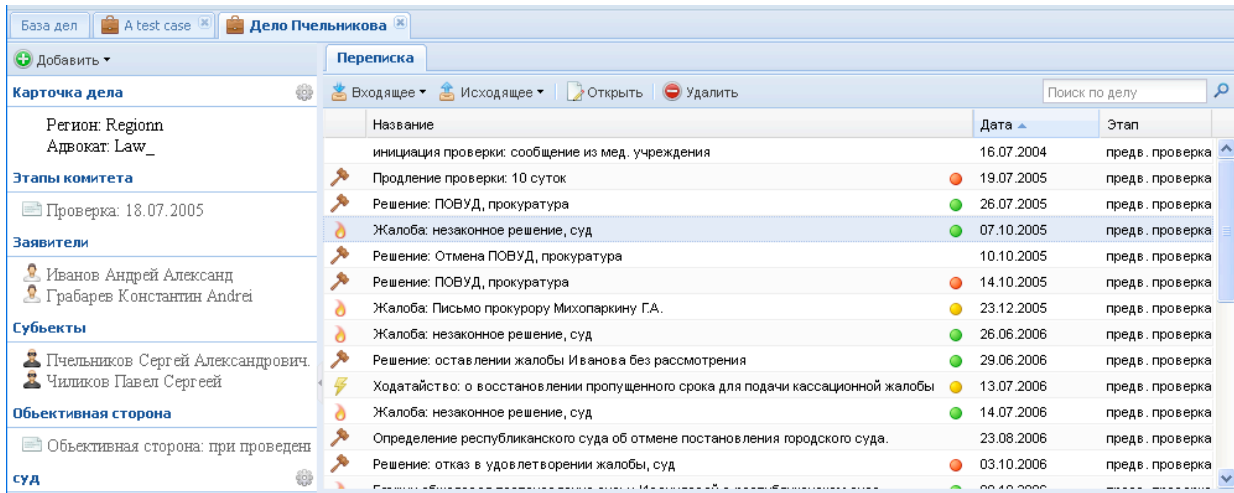 База дел A test case Дело Пчельникова
Добавить
Карточка дела
Регион: Regionn
Адвокат: Law_
Этапы комитета
Проверка: 18.07.2005
Заявители
Иванов Андрей Александ
Грабарев Константин Andrei
Субьекты
Пчельников Сергей Александрович.
Чиликов Павел Сергеей
Обьективная сторона
Обьективная сторона: при проведени
суд
Переписка
Входящее Исходящее Открыть Удалить Поиск по делу
Название Дата Этап
инициация проверки: сообщение из мед. учреждения 16.07.2004 предв. проверка
Продление проверки: 10 суток 19.07.2005 предв. проверка
Решение: ПОВУД, прокуратура 26.07.2005 предв. проверка
Жалоба: незаконное решение, суд 07.10.2005 предв. проверка
Решение: Отмена ПОВУД, прокуратура 10.10.2005 предв. проверка
Решение: ПОВУД, прокуратура 14.10.2005 предв. проверка
Жалоба: Письмо прокурору Михопаркину Г.А. 23.12.2005 предв. проверка
Жалоба: незаконное решение, суд 26.06.2006 предв. проверка
Решение: оставлении жалобы Иванова без рассмотрения 29.06.2006 предв. проверка
Ходатайство: о восстановлении пропущенного срока для подачи кассационной жалобы 13.07.2006 предв. проверка
Жалоба: незаконное решение, суд 14.07.2006 предв. проверка
Определение республиканского суда об отмене постановления городского суда. 23.08.2006 предв. проверка
Решение: отказ в удовлетворении жалобы, суд 03.10.2006 предв. проверка